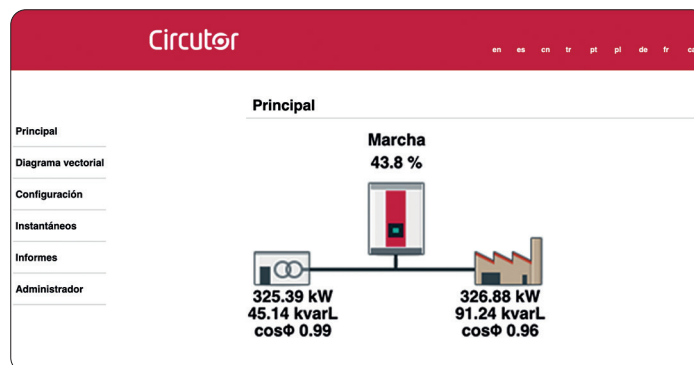 Circutor
en es cn tr pt pl de fr ca
Principal
Principal
Diagrama vectorial
Configuración
Instantáneos
Informes
Administrador
Marcha
43.8 %
325.39 kW
45.14 kvarL
cosΦ 0.99
326.88 kW
91.24 kvarL
cosΦ 0.96